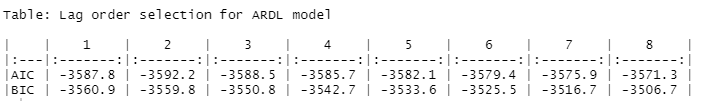 Table: Lag order selection for ARDL model
|   |       1 |       2 |       3 |       4 |       5 |       6 |       7 |       8 |
|:---|-------:|-------:|-------:|-------:|-------:|-------:|-------:|-------:|
|AIC | -3587.8 | -3592.2 | -3588.5 | -3585.7 | -3582.1 | -3579.4 | -3575.9 | -3571.3 |
|BIC | -3560.9 | -3559.8 | -3550.8 | -3542.7 | -3533.6 | -3525.5 | -3516.7 | -3506.7 |